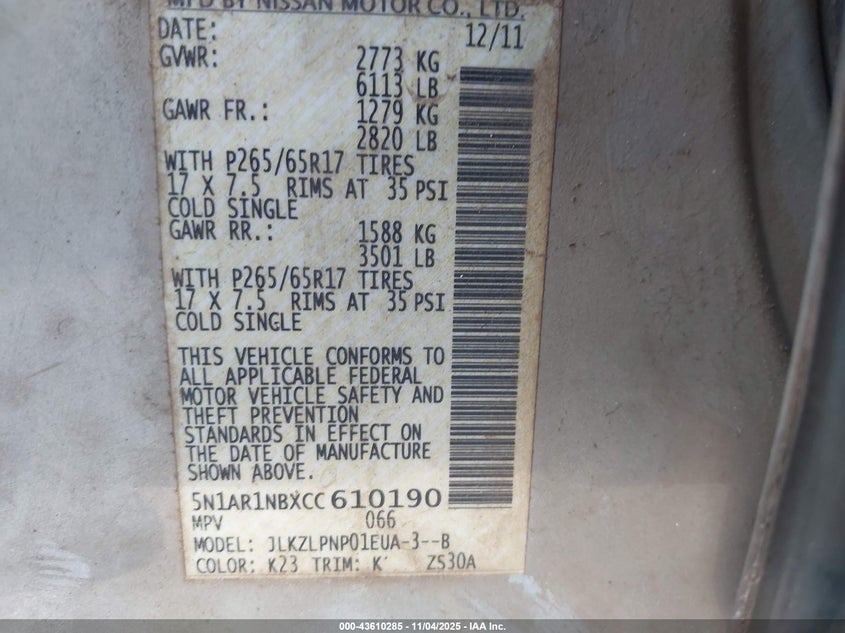 MFD BY NISSAN MOTOR CO., LTD.
DATE: 12/11
GVWR: 2773 KG
6113 LB
GAWR FR.: 1279 KG
2820 LB
WITH P265/65R17 TIRES
17 X 7.5 RIMS AT 35 PSI
COLD SINGLE
GAWR RR.: 1588 KG
3501 LB
WITH P265/65R17 TIRES
17 X 7.5 RIMS AT 35 PSI
COLD SINGLE
THIS VEHICLE CONFORMS TO
ALL APPLICABLE FEDERAL
MOTOR VEHICLE SAFETY AND
THEFT PREVENTION
STANDARDS IN EFFECT ON
THE DATE OF MANUFACTURE
SHOWN ABOVE.
5N1AR1NBXCC610190
MPV 066
MODEL: JLKZLPNP01EUA-3--B
COLOR: K23 TRIM: K ZS30A
000-43610285 - 11/04/2025 - IAA Inc.